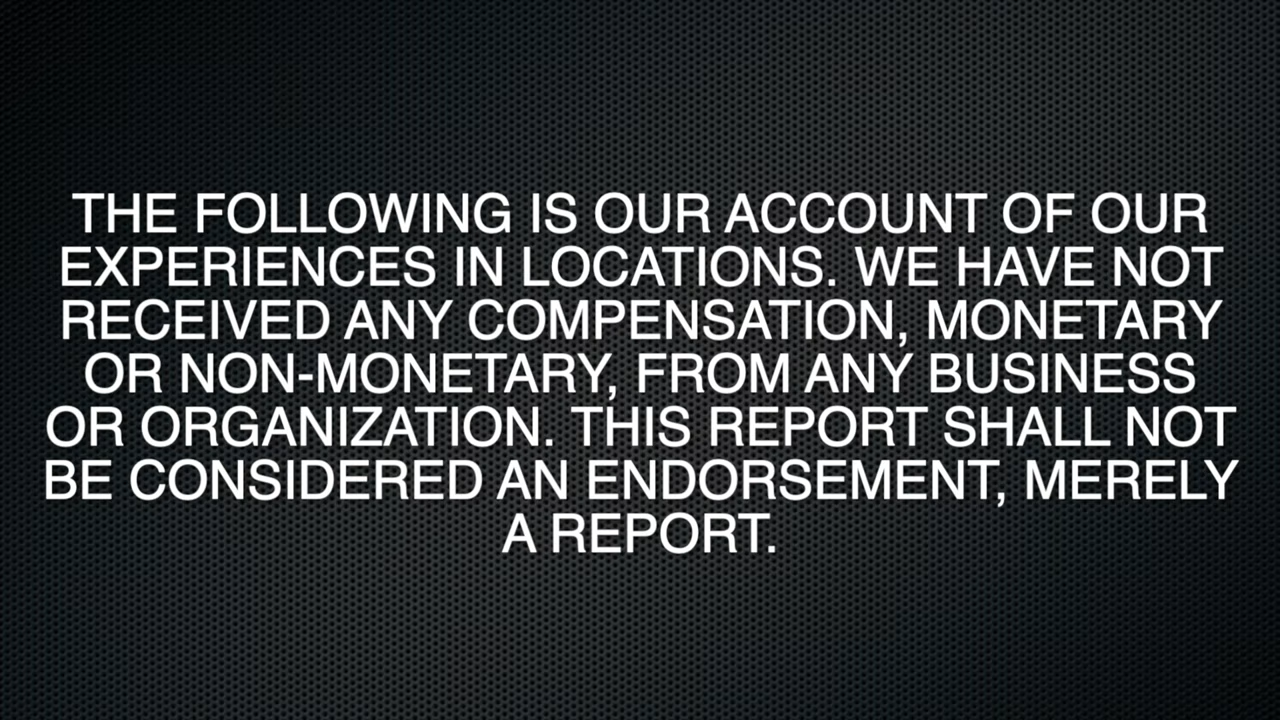 THE FOLLOWING IS OUR ACCOUNT OF OUR
EXPERIENCES IN LOCATIONS. WE HAVE NOT
RECEIVED ANY COMPENSATION, MONETARY
OR NON-MONETARY, FROM ANY BUSINESS
OR ORGANIZATION. THIS REPORT SHALL NOT
BE CONSIDERED AN ENDORSEMENT, MERELY
A REPORT.